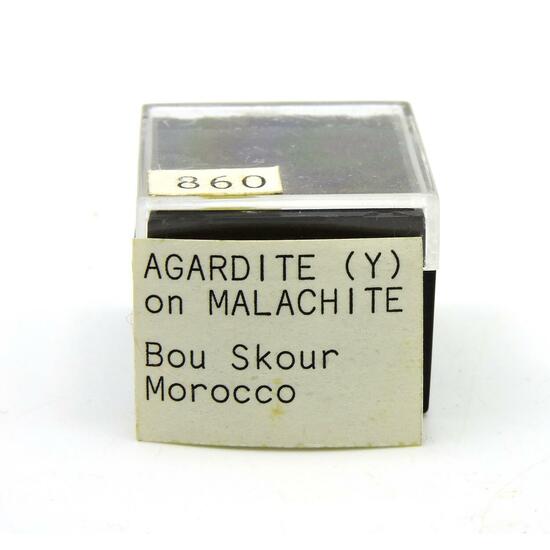 860
AGARDITE (Y)
on MALACHITE
Bou Skour
Morocco